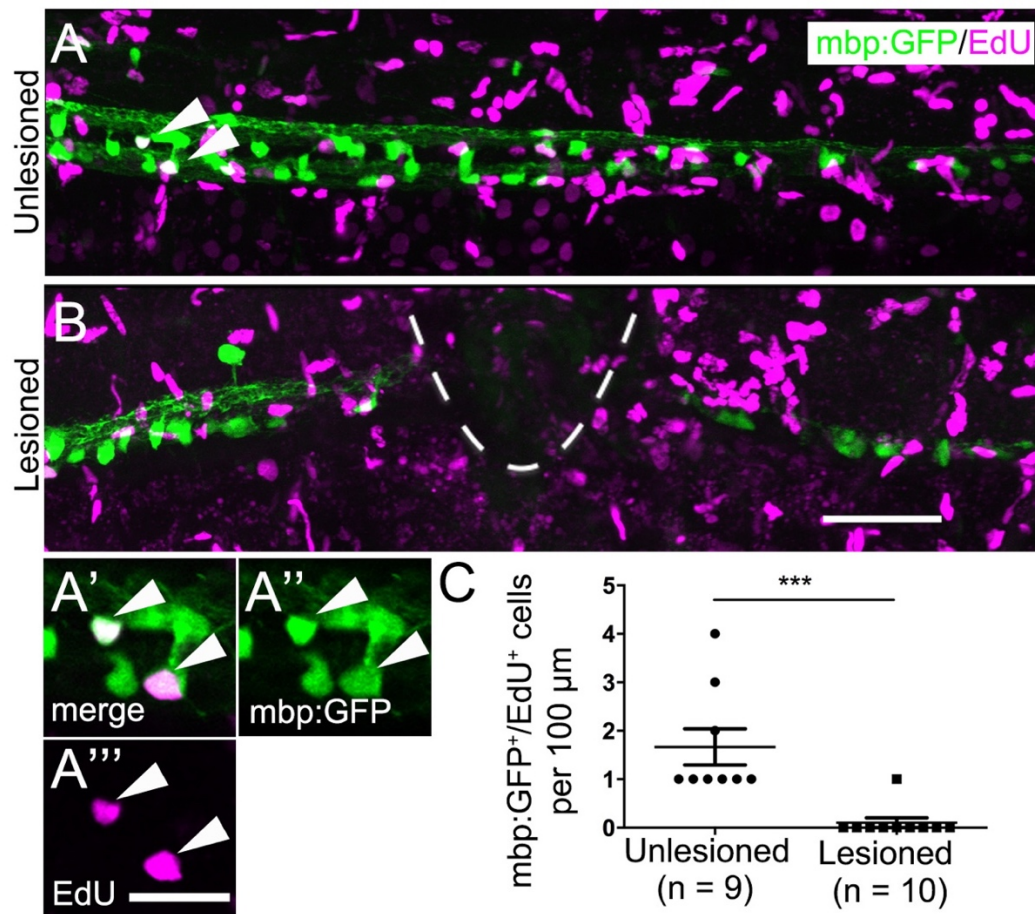 A
mbp:GFP/EdU
Unlesioned
B
Lesioned
A'
merge
A''
mbp:GFP
A'''
EdU
C
mbp:GFP⁺/EdU⁺ cells
per 100 µm
5
4
3
2
1
0
***
Unlesioned
(n = 9)
Lesioned
(n = 10)